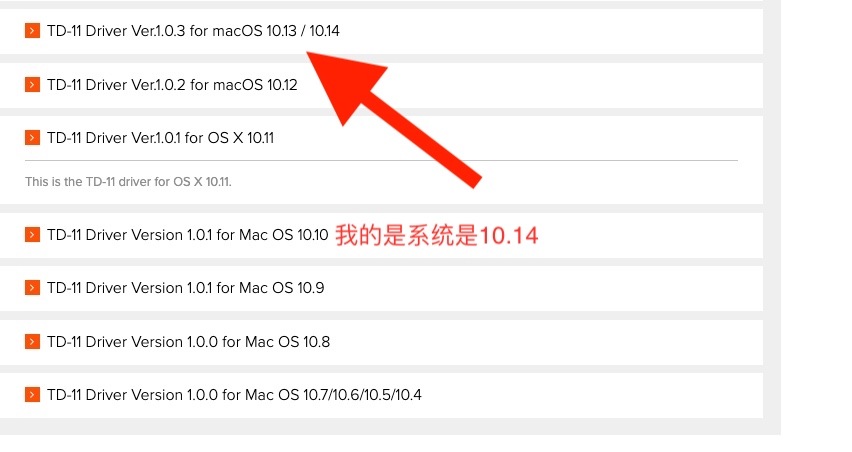 TD-11 Driver Ver.1.0.3 for macOS 10.13 / 10.14
TD-11 Driver Ver.1.0.2 for macOS 10.12
TD-11 Driver Ver.1.0.1 for OS X 10.11
This is the TD-11 driver for OS X 10.11.
TD-11 Driver Version 1.0.1 for Mac OS 10.10 我的是系统是10.14
TD-11 Driver Version 1.0.1 for Mac OS 10.9
TD-11 Driver Version 1.0.0 for Mac OS 10.8
TD-11 Driver Version 1.0.0 for Mac OS 10.7/10.6/10.5/10.4